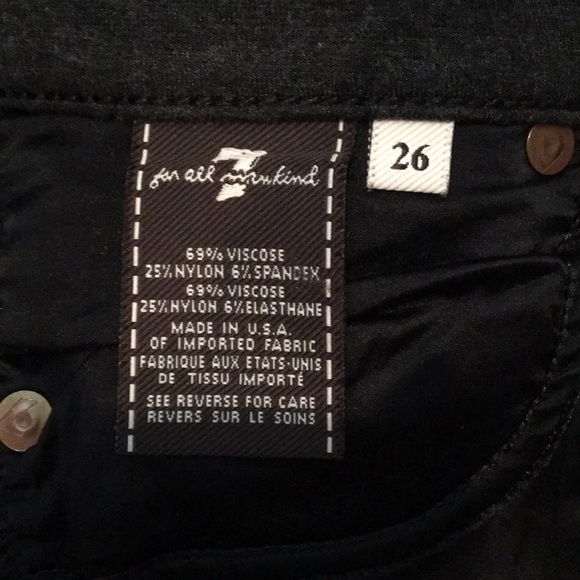 7
for all mankind
26
69% VISCOSE
25% NYLON 6% SPANDEX
69% VISCOSE
25% NYLON 6% ELASTHANE
MADE IN U.S.A.
OF IMPORTED FABRIC
FABRIQUE AUX ETATS-UNIS
DE TISSU IMPORTÉ
SEE REVERSE FOR CARE
REVERS SUR LE SOINS